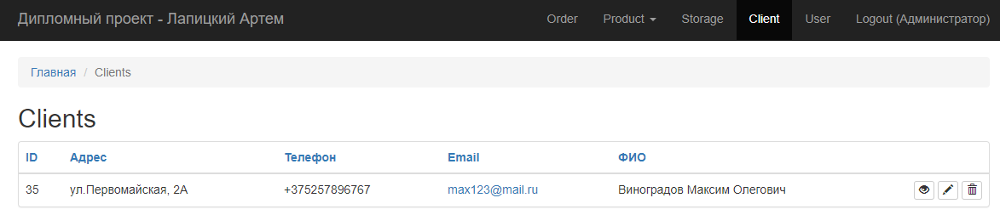 Дипломный проект - Лапицкий Артем Order Product Storage Client User Logout (Администратор)
Главная / Clients
Clients
ID Адрес Телефон Email ФИО
35 ул.Первомайская, 2А +375257896767 max123@mail.ru Виноградов Максим Олегович